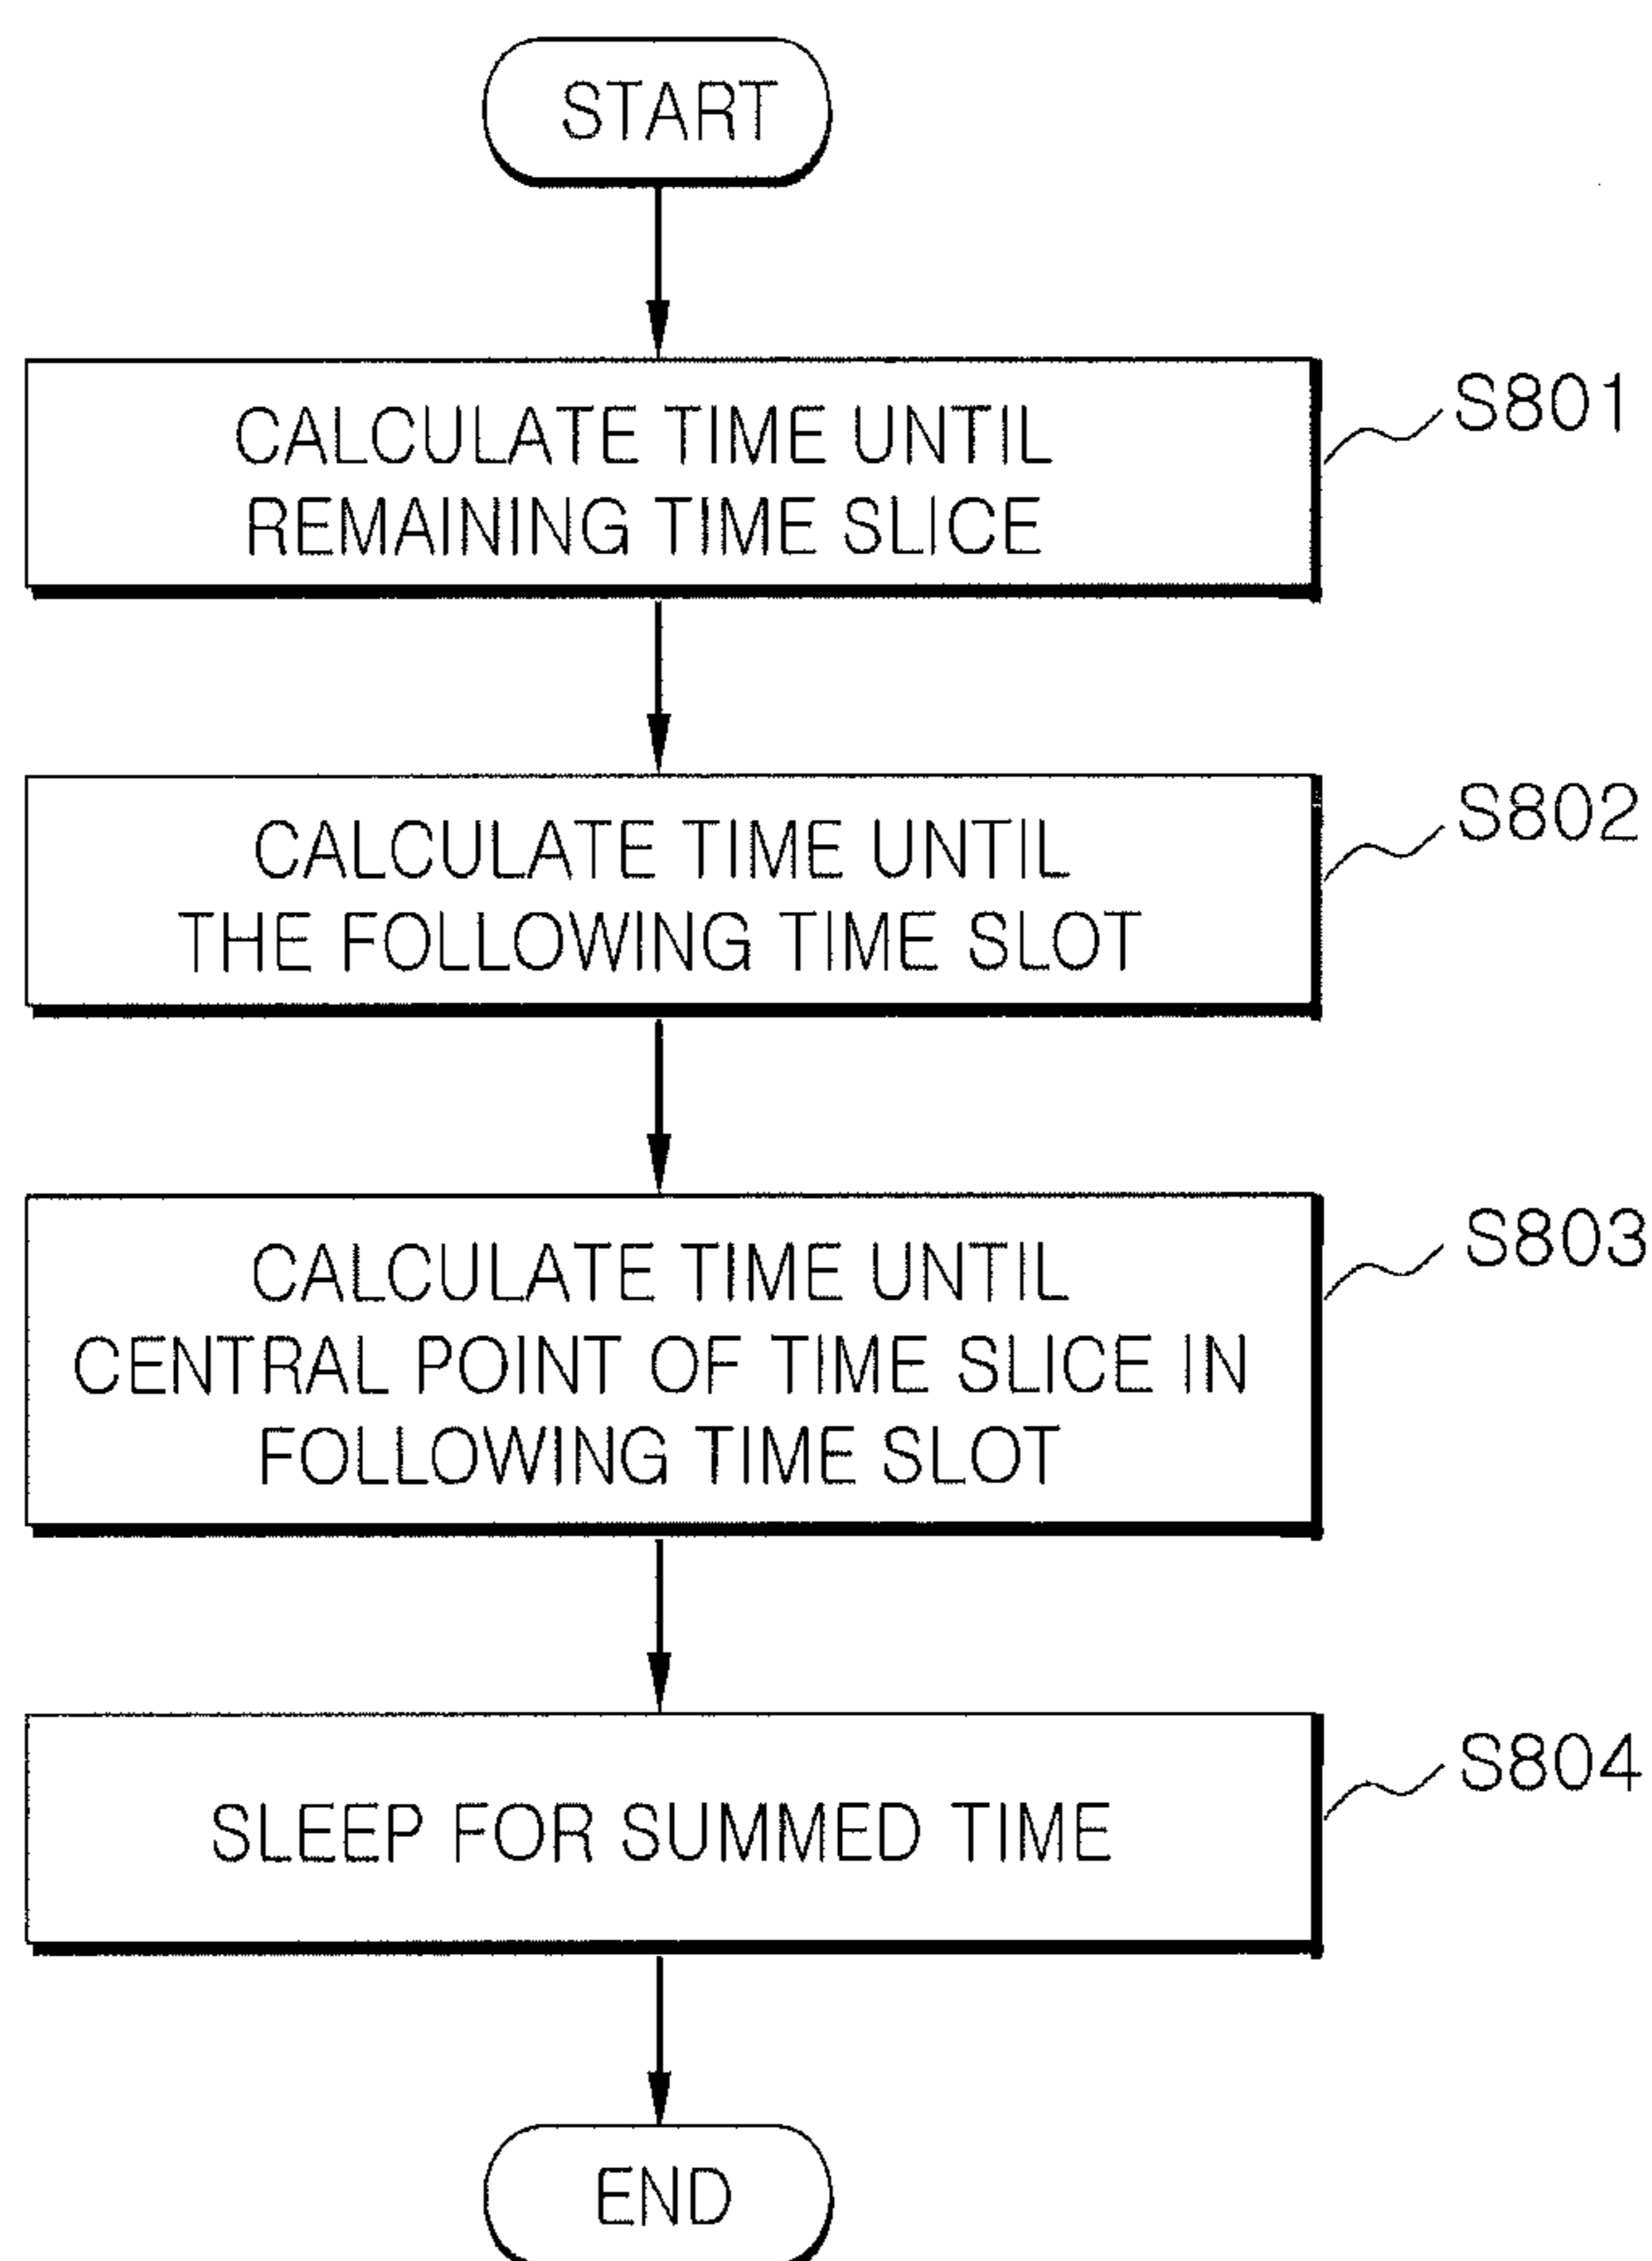 START
CALCULATE TIME UNTIL
REMAINING TIME SLICE
S801
CALCULATE TIME UNTIL
THE FOLLOWING TIME SLOT
S802
CALCULATE TIME UNTIL
CENTRAL POINT OF TIME SLICE IN
FOLLOWING TIME SLOT
S803
SLEEP FOR SUMMED TIME
S804
END